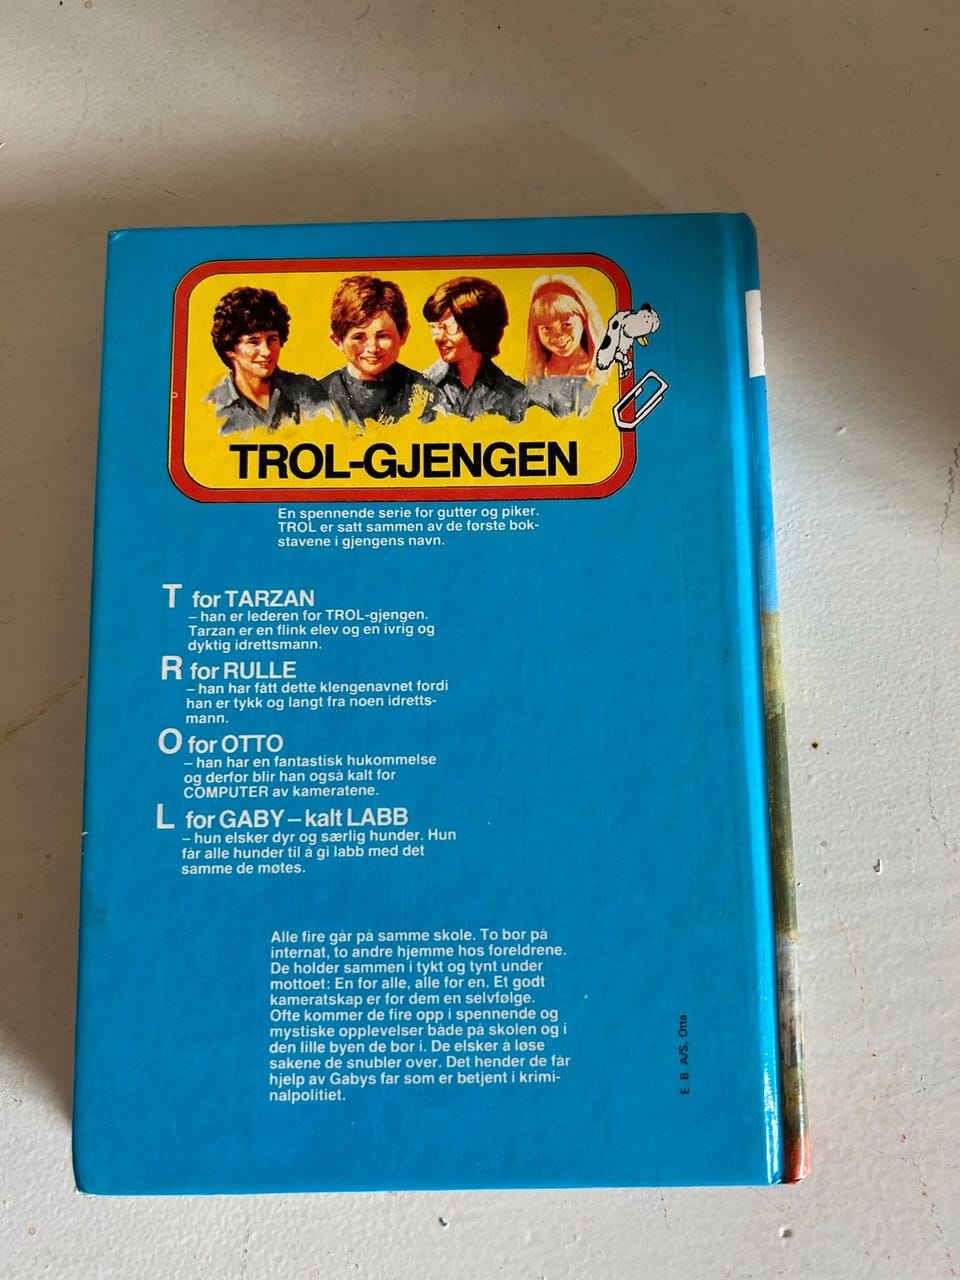 TROL-GJENGEN
En spennende serie for gutter og piker.
TROL er satt sammen av de første bok-
stavene i gjengens navn.
T for TARZAN
– han er lederen for TROL-gjengen.
Tarzan er en flink elev og en ivrig og
dyktig idrettsmann.
R for RULLE
– han har fått dette klengenavnet fordi
han er tykk og langt fra noen idretts-
mann.
O for OTTO
– han har en fantastisk hukommelse
og derfor blir han også kalt for
COMPUTER av kameratene.
L for GABY – kalt LABB
– hun elsker dyr og særlig hunder. Hun
får alle hunder til å gi labb med det
samme de møtes.
Alle fire går på samme skole. To bor på
internat, to andre hjemme hos foreldrene.
De holder sammen i tykt og tynt under
mottoet: En for alle, alle for en. Et godt
kameratskap er for dem en selvfølge.
Ofte kommer de fire opp i spennende og
mystiske opplevelser både på skolen og i
den lille byen de bor i. De elsker å løse
sakene de snubler over. Det hender de får
hjelp av Gabys far som er betjent i krimi-
nalpolitiet.
E. B. A/S. Otta